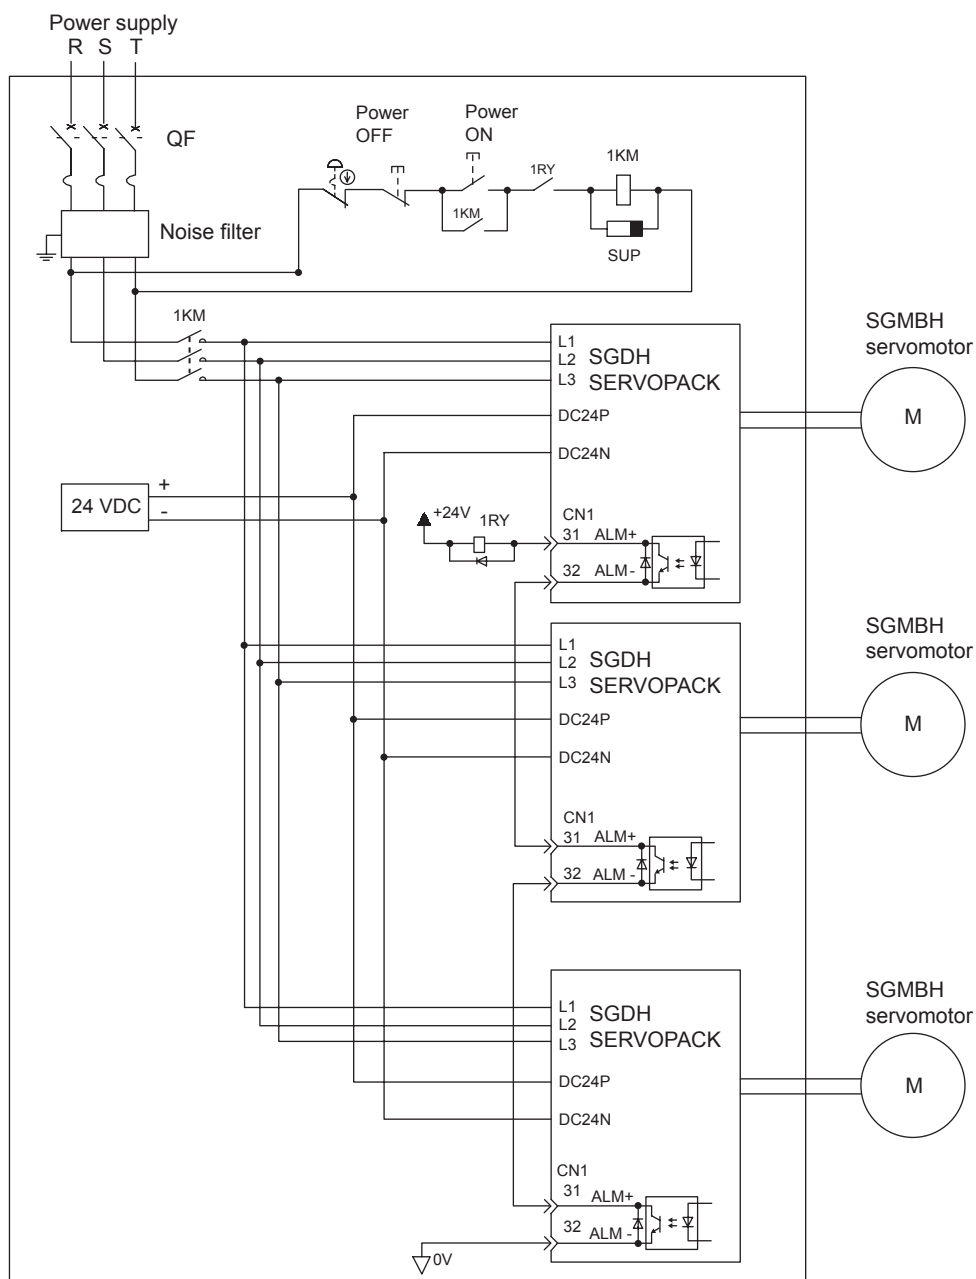 Power supply
R S T
QF
Power
OFF
Power
ON
1RY
1KM
1KM
SUP
Noise filter
1KM
L1
L2
L3
SGDH
SERVOPACK
DC24P
DC24N
SGMBH
servomotor
M
24 VDC
+
-
+24V
1RY
CN1
31 ALM+
32 ALM -
L1
L2
L3
SGDH
SERVOPACK
DC24P
DC24N
SGMBH
servomotor
M
CN1
31 ALM+
32 ALM -
L1
L2
L3
SGDH
SERVOPACK
DC24P
DC24N
SGMBH
servomotor
M
CN1
31 ALM+
32 ALM -
0V